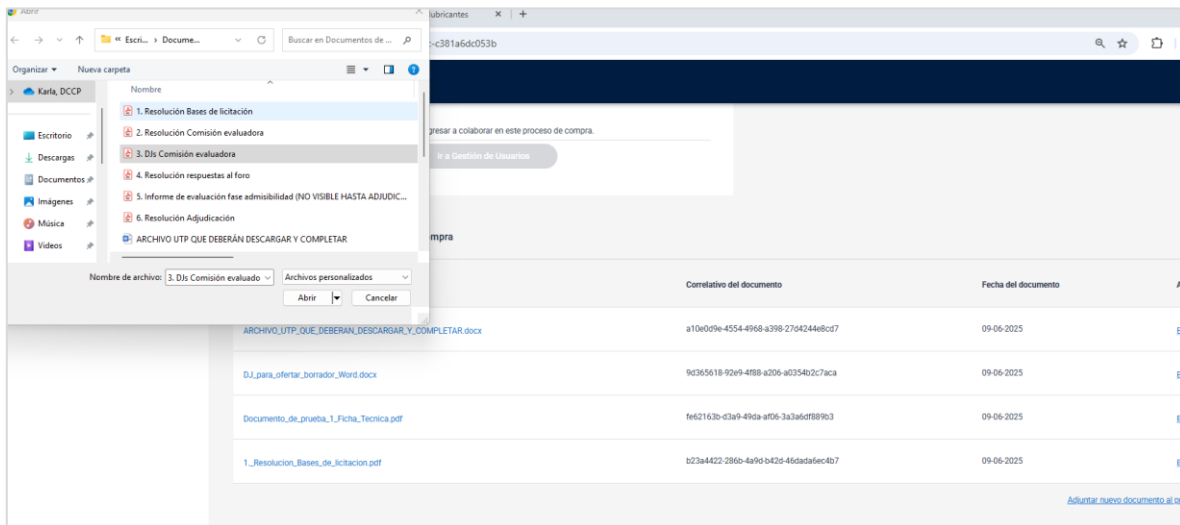 Abrir
lubricantes
« Escri... › Docume...
Buscar en Documentos de ...
:-c381a6dc053b
Organizar
Nueva carpeta
Karla, DCCP
Escritorio
Descargas
Documentos
Imágenes
Música
Videos
Nombre
1. Resolución Bases de licitación
2. Resolución Comisión evaluadora
3. DJs Comisión evaluadora
4. Resolución respuestas al foro
5. Informe de evaluación fase admisibilidad (NO VISIBLE HASTA ADJUDIC...
6. Resolución Adjudicación
ARCHIVO UTP QUE DEBERÁN DESCARGAR Y COMPLETAR
Nombre de archivo:
3. DJs Comisión evaluado
Archivos personalizados
Abrir
Cancelar
gresar a colaborar en este proceso de compra.
Ir a Gestión de Usuarios
mpra
Correlativo del documento
Fecha del documento
ARCHIVO_UTP_QUE_DEBERAN_DESCARGAR_Y_COMPLETAR.docx
a10e0d9e-4554-4968-a398-27d4244e8cd7
09-06-2025
DJ_para_ofertar_borrador_Word.docx
9d365618-92e9-4f88-a206-a0354b2c7aca
09-06-2025
Documento_de_prueba_1_Ficha_Tecnica.pdf
fe62163b-d3a9-49da-af06-3a3a6df889b3
09-06-2025
1._Resolucion_Bases_de_licitacion.pdf
b23a4422-286b-4a9d-b42d-46dada6ec4b7
09-06-2025
Adjuntar nuevo documento al p